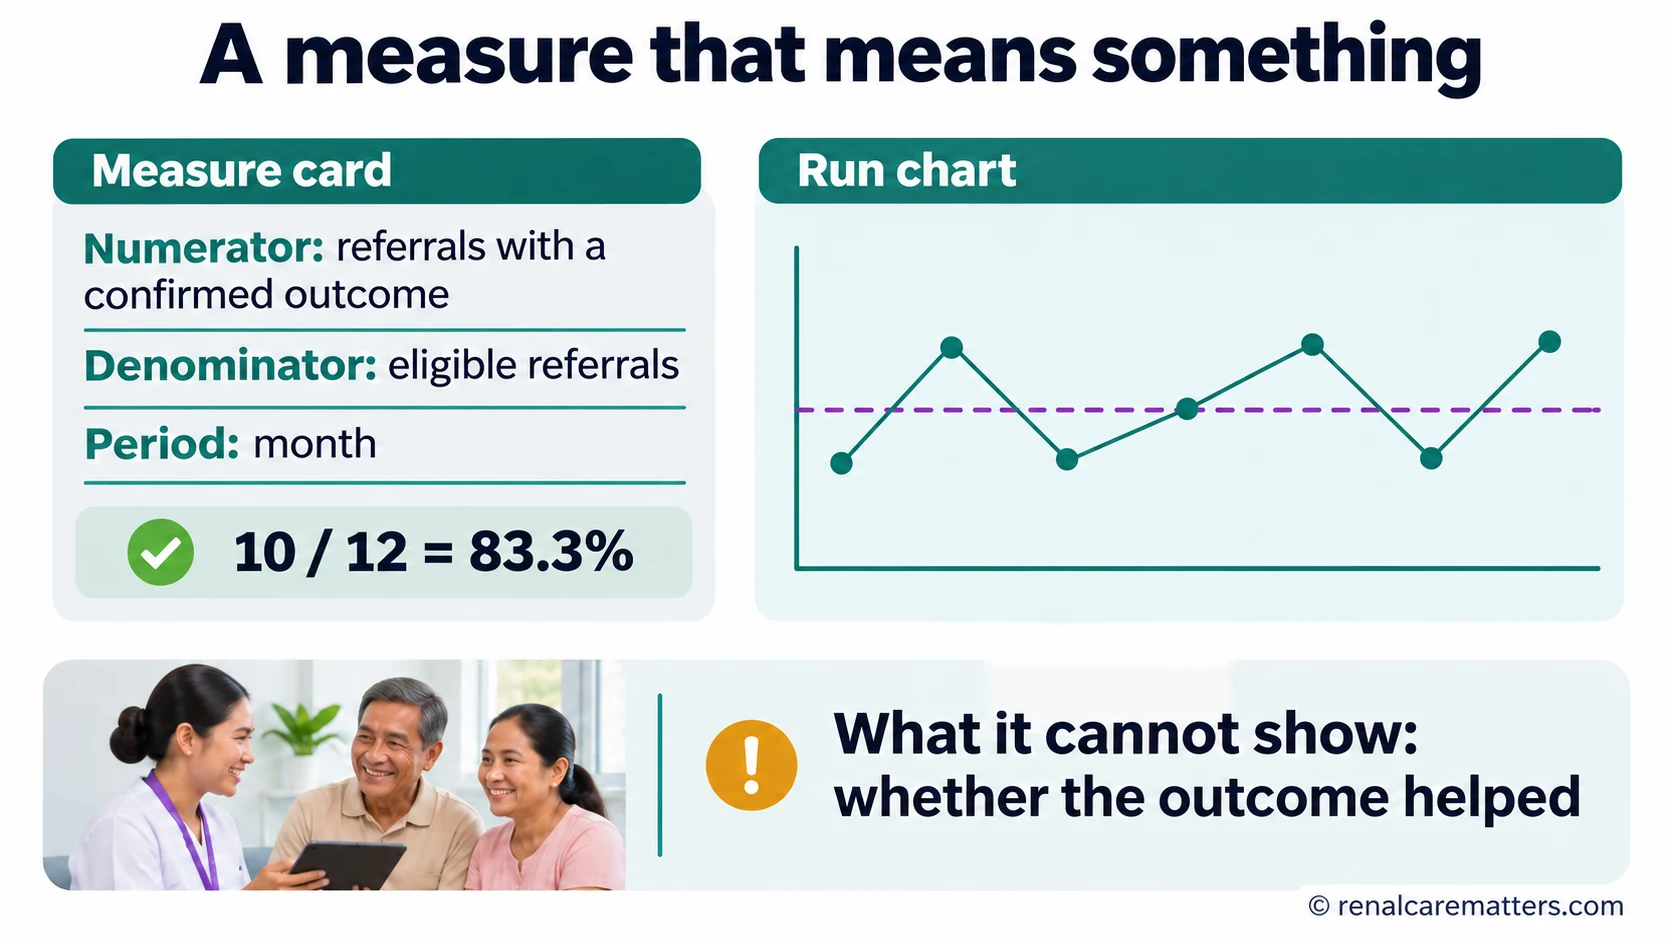 A measure that means something
Measure card
Numerator: referrals with a
confirmed outcome
Denominator: eligible referrals
Period: month
10 / 12 = 83.3%
Run chart
What it cannot show:
whether the outcome helped
© renalcarematters.com